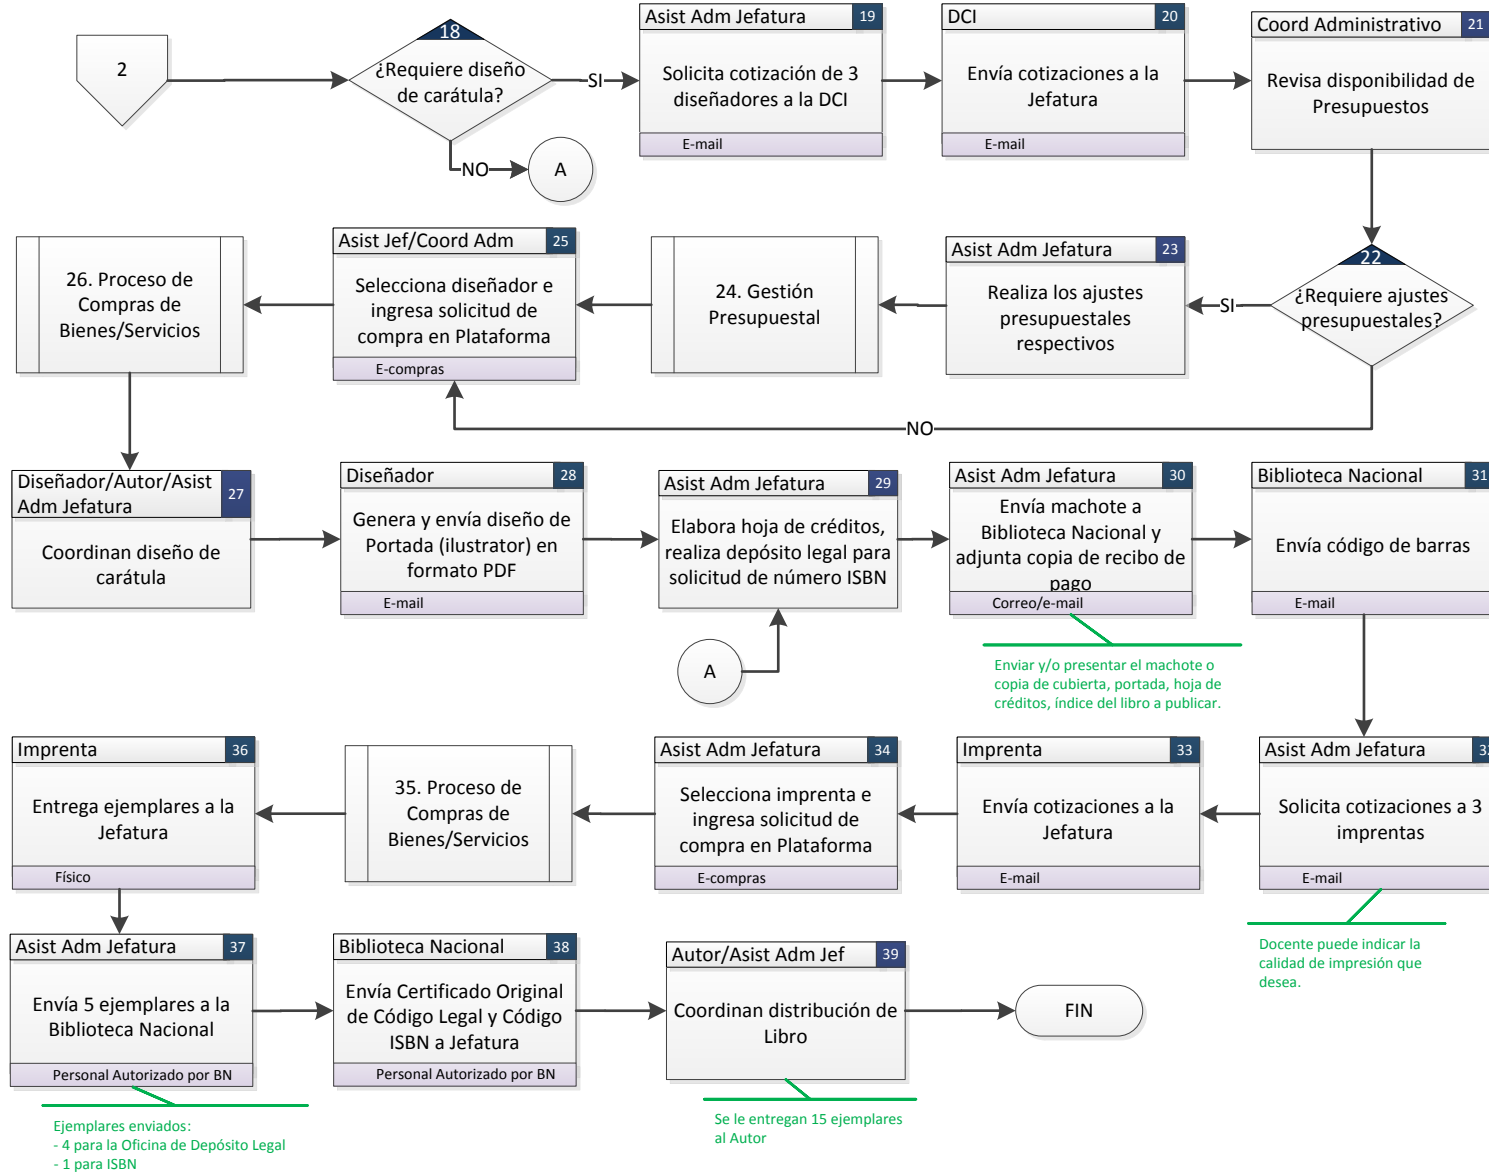 2
18
¿Requiere diseño
de carátula?
SI
NO
A
Asist Adm Jefatura
19
Solicita cotización de 3
diseñadores a la DCI
E-mail
DCI
20
Envía cotizaciones a la
Jefatura
E-mail
Coord Administrativo
21
Revisa disponibilidad de
Presupuestos
22
¿Requiere ajustes
presupuestales?
SI
NO
Asist Adm Jefatura
23
Realiza los ajustes
presupuestales
respectivos
24. Gestión
Presupuestal
Asist Jef/Coord Adm
25
Selecciona diseñador e
ingresa solicitud de
compra en Plataforma
E-compras
26. Proceso de
Compras de
Bienes/Servicios
Diseñador/Autor/Asist
Adm Jefatura
27
Coordinan diseño de
carátula
Diseñador
28
Genera y envía diseño de
Portada (ilustrator) en
formato PDF
E-mail
Asist Adm Jefatura
29
Elabora hoja de créditos,
realiza depósito legal para
solicitud de número ISBN
A
Asist Adm Jefatura
30
Envía machote a
Biblioteca Nacional y
adjunta copia de recibo de
pago
Correo/e-mail
Enviar y/o presentar el machote o
copia de cubierta, portada, hoja de
créditos, índice del libro a publicar.
Biblioteca Nacional
31
Envía código de barras
E-mail
Asist Adm Jefatura
32
Solicita cotizaciones a 3
imprentas
E-mail
Docente puede indicar la
calidad de impresión que
desea.
Imprenta
33
Envía cotizaciones a la
Jefatura
E-mail
Asist Adm Jefatura
34
Selecciona imprenta e
ingresa solicitud de
compra en Plataforma
E-compras
35. Proceso de
Compras de
Bienes/Servicios
Imprenta
36
Entrega ejemplares a la
Jefatura
Físico
Asist Adm Jefatura
37
Envía 5 ejemplares a la
Biblioteca Nacional
Personal Autorizado por BN
Ejemplares enviados:
- 4 para la Oficina de Depósito Legal
- 1 para ISBN
Biblioteca Nacional
38
Envía Certificado Original
de Código Legal y Código
ISBN a Jefatura
Personal Autorizado por BN
Autor/Asist Adm Jef
39
Coordinan distribución de
Libro
Se le entregan 15 ejemplares
al Autor
FIN